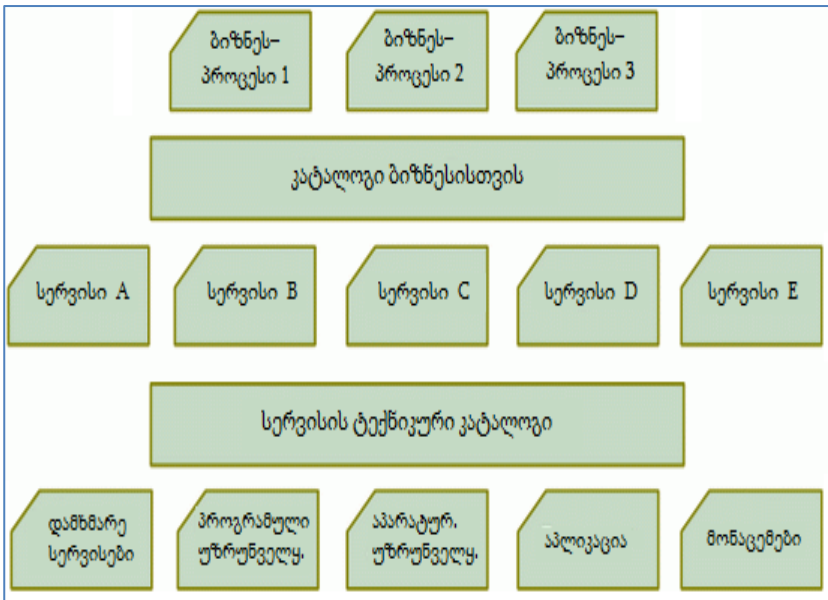 ბიზნეს–
პროცესი 1
ბიზნეს–
პროცესი 2
ბიზნეს–
პროცესი 3
კატალოგი ბიზნესისთვის
სერვისი A
სერვისი B
სერვისი C
სერვისი D
სერვისი E
სერვისის ტექნიკური კატალოგი
დამხმარე
სერვისები
პროგრამული
უზრუნველყ.
აპარატურ.
უზრუნველყ.
აპლიკაცია
მონაცემები